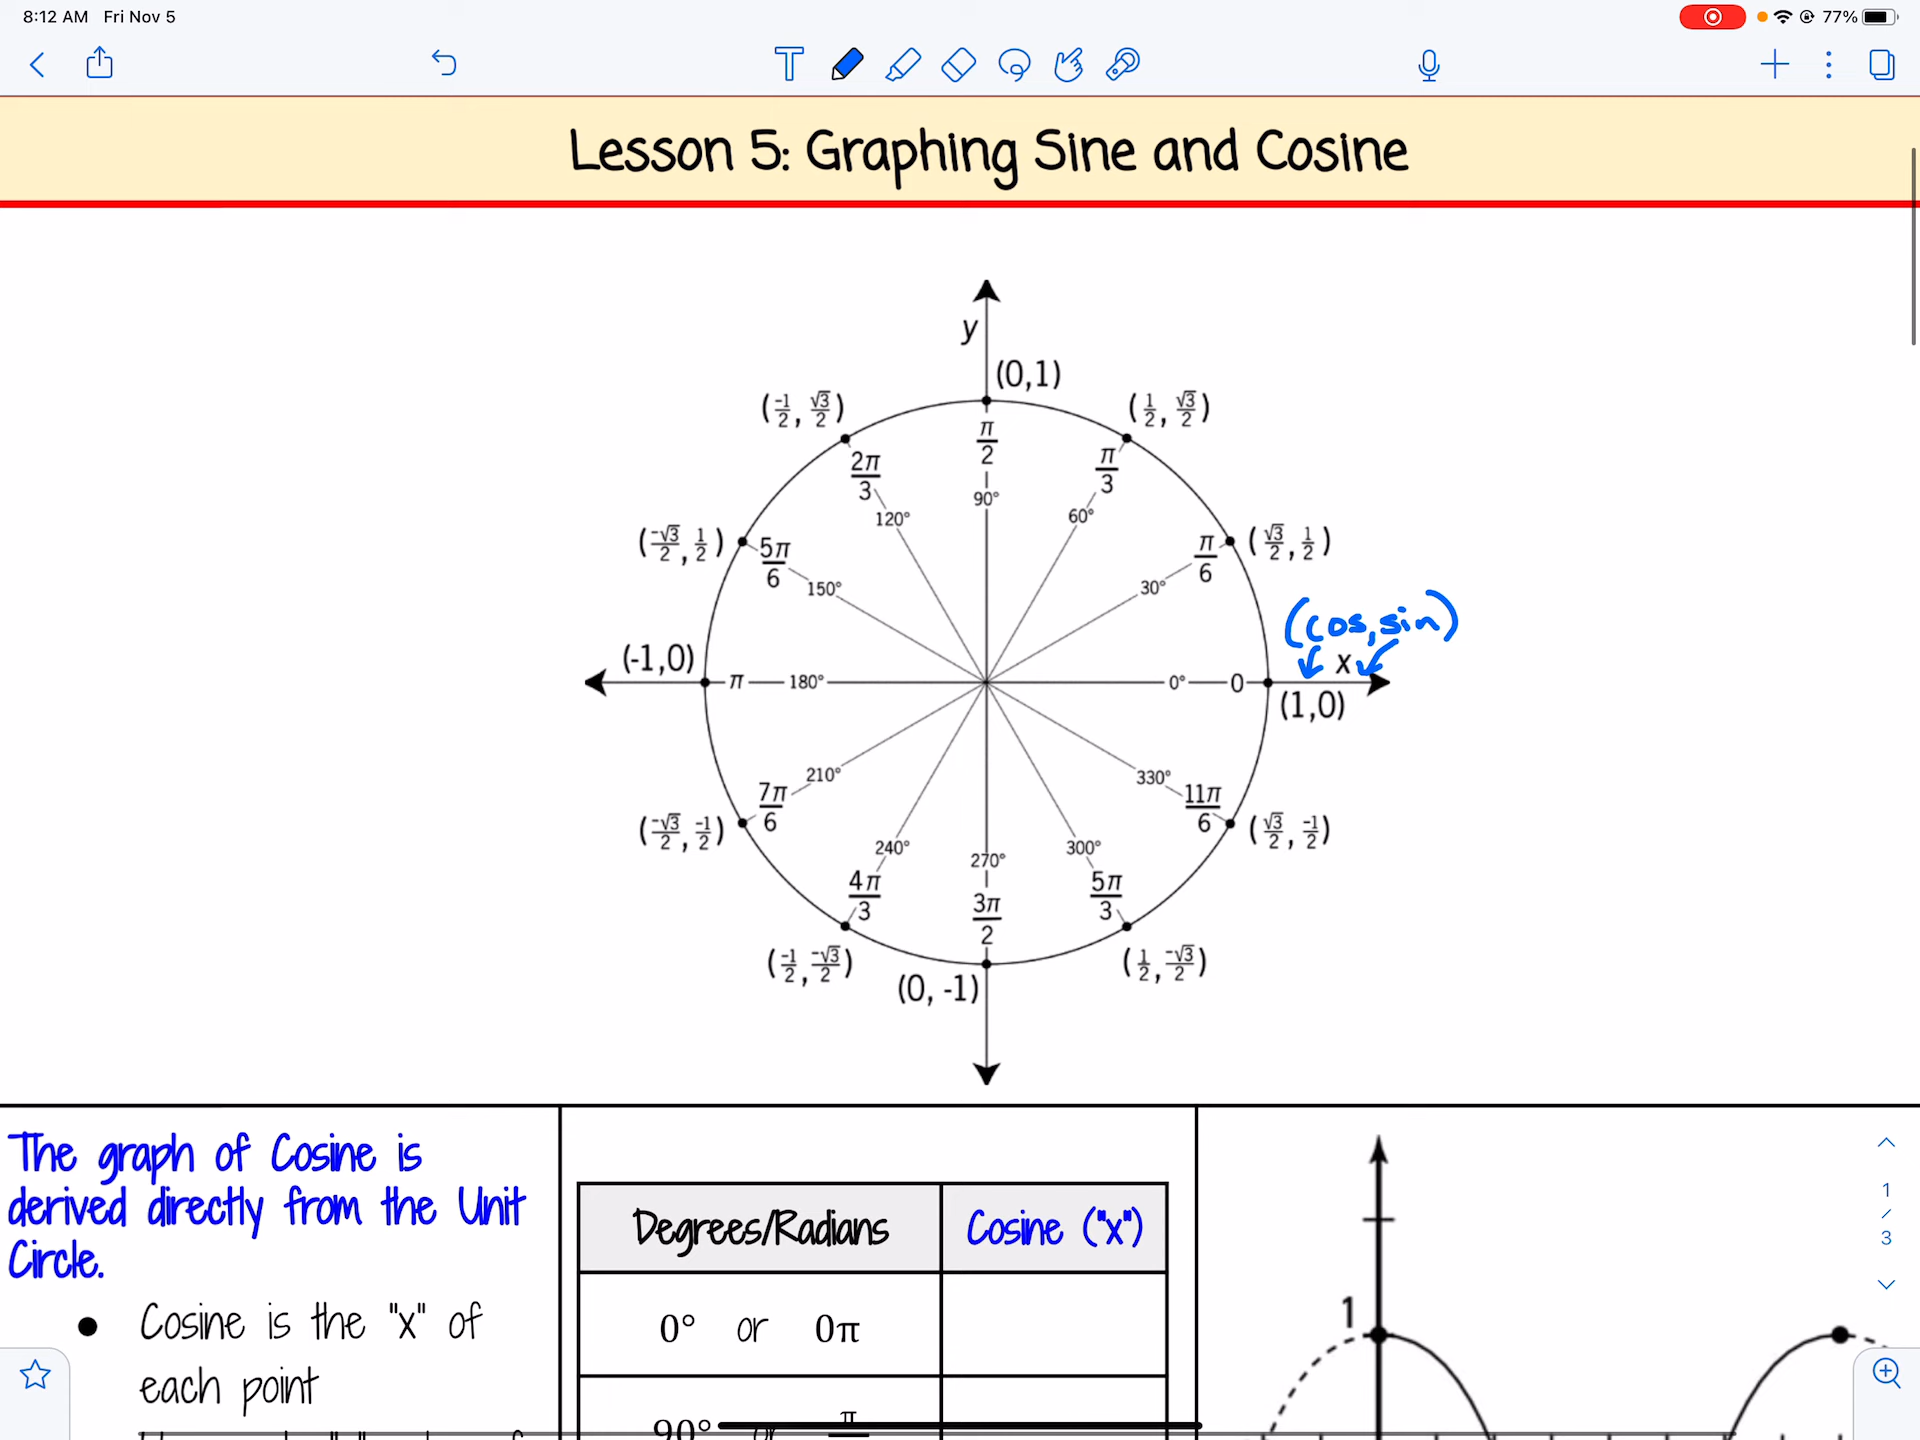 8:12 AM Fri Nov 5
77%
Lesson 5: Graphing Sine and Cosine
y
(0,1)
(-1/2, √3/2)
(1/2, √3/2)
π/2
2π/3
π/3
90°
120°
60°
(-√3/2, 1/2)
(√3/2, 1/2)
5π/6
π/6
150°
30°
(cos, sin)
(-1,0)
x
π
180°
0°
0
(1,0)
210°
330°
7π/6
11π/6
(-√3/2, -1/2)
(√3/2, -1/2)
240°
270°
300°
4π/3
3π/2
5π/3
(-1/2, -√3/2)
(1/2, -√3/2)
(0, -1)
The graph of Cosine is
derived directly from the Unit
Circle.
• Cosine is the "x" of
each point
Degrees/Radians
Cosine ("x")
0° or 0π
90° or π
1
1
/
3